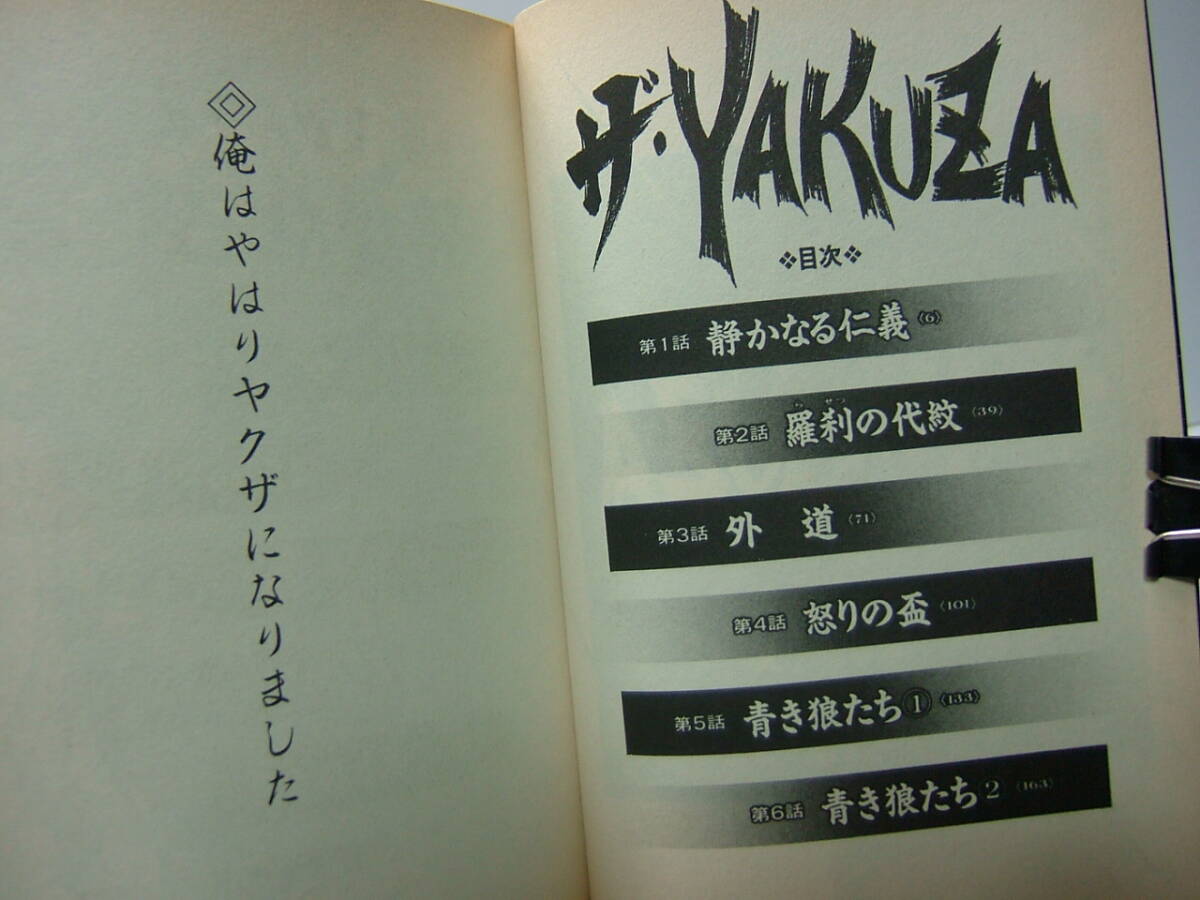 ◇俺はやはりヤクザになりました
ザ・YAKUZA
❖目次❖
第1話 静かなる仁義〈6〉
らせつ
第2話 羅刹の代紋〈39〉
第3話 外 道〈71〉
第4話 怒りの盃〈101〉
第5話 青き狼たち①〈133〉
第6話 青き狼たち2〈163〉